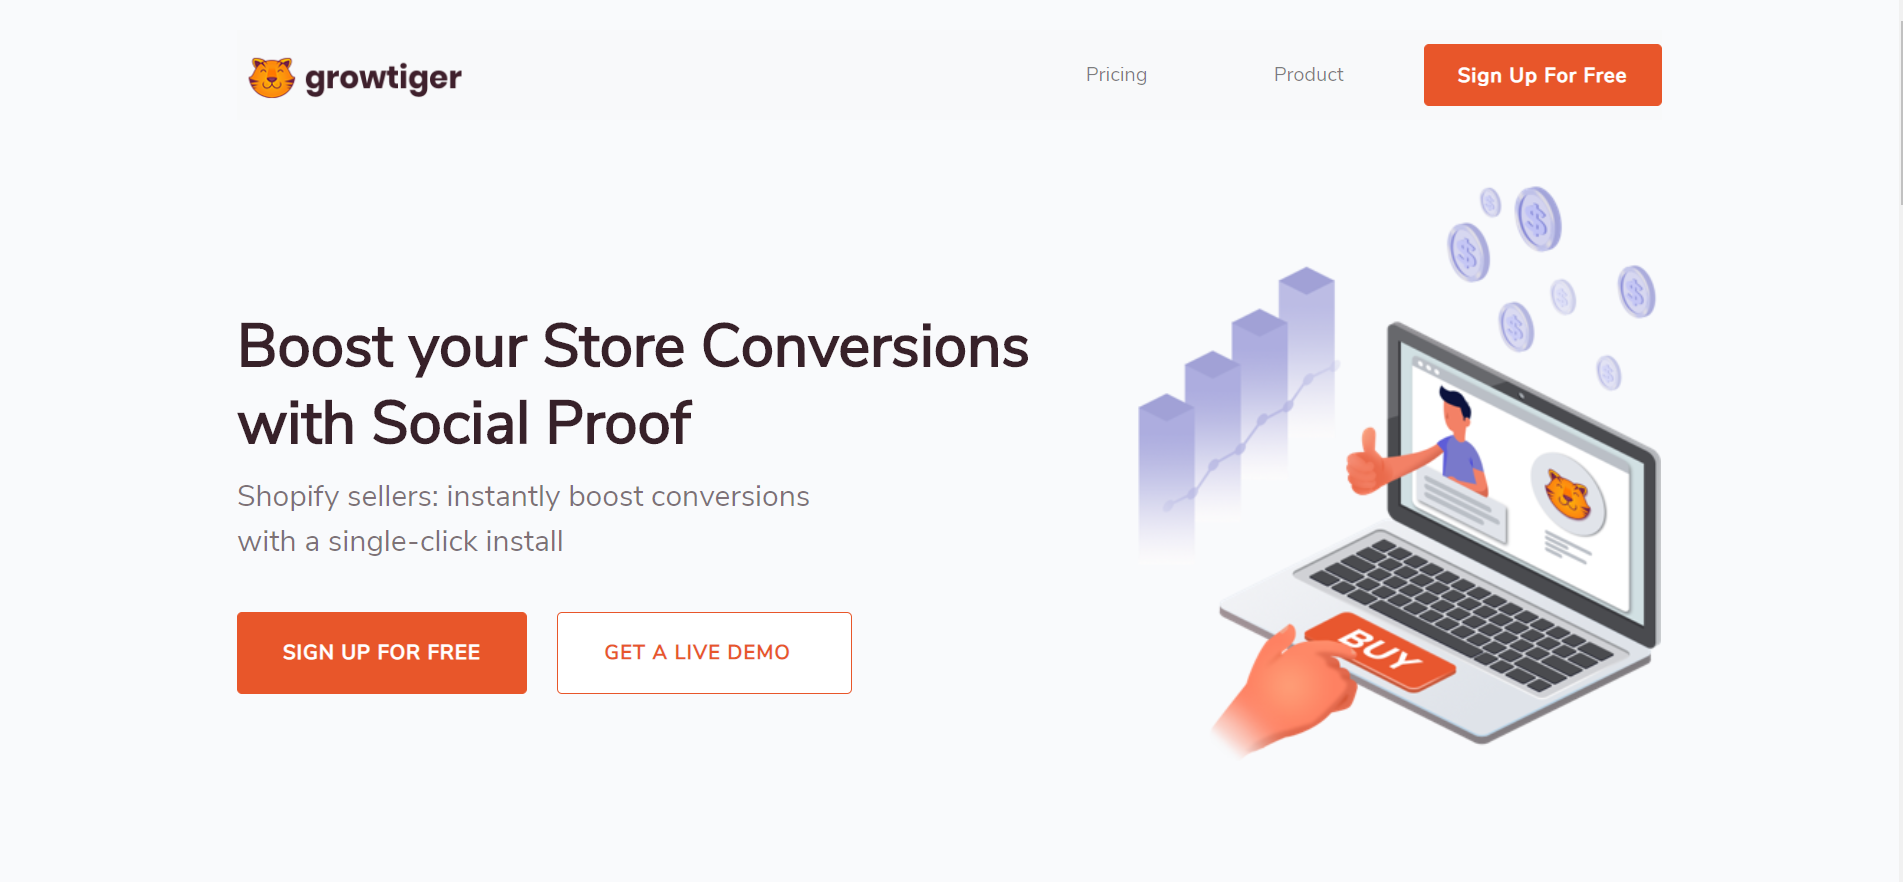 growtiger
Pricing
Product
Sign Up For Free
Boost your Store Conversions
with Social Proof
Shopify sellers: instantly boost conversions
with a single-click install
SIGN UP FOR FREE
GET A LIVE DEMO
$
$
$
$
$
$
$
BUY